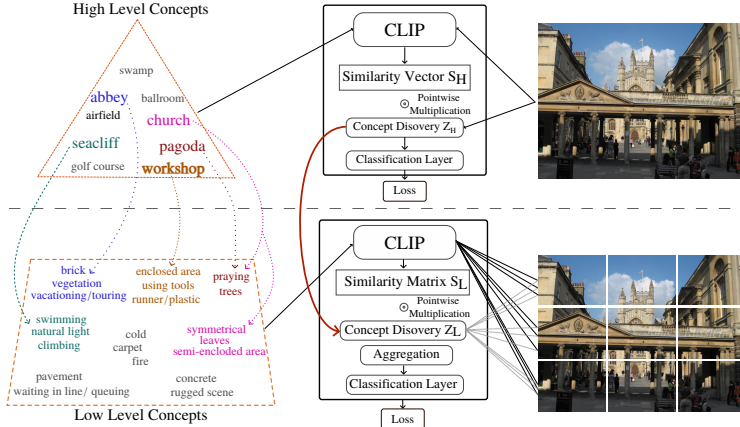 High Level Concepts
swamp
abbey
ballroom
airfield
church
seacliff
pagoda
golf course
workshop
CLIP
Similarity Vector S_H
Pointwise
Multiplication
Concept Disovery Z_H
Classification Layer
Loss
brick
vegetation
vacationing/touring
enclosed area
using tools
runner/plastic
praying
trees
swimming
natural light
climbing
cold
carpet
fire
symmetrical
leaves
semi-encloded area
pavement
waiting in line/ queuing
concrete
rugged scene
Low Level Concepts
CLIP
Similarity Matrix S_L
Pointwise
Multiplication
Concept Discovery Z_L
Aggregation
Classification Layer
Loss